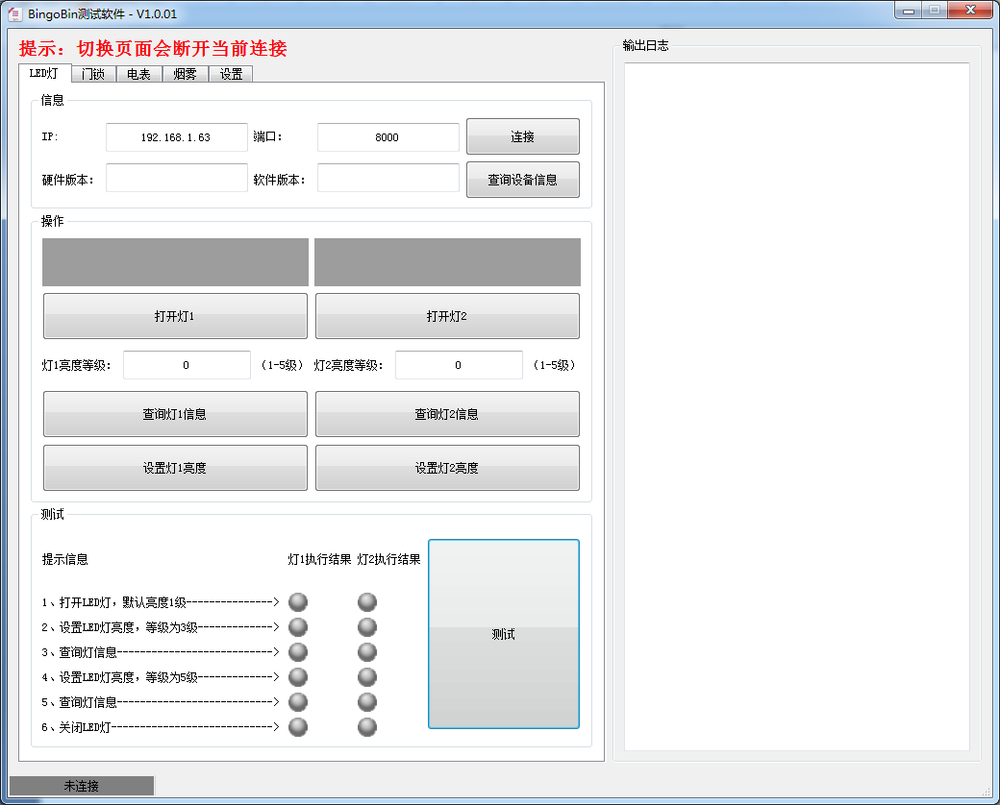 BingoBin测试软件 - V1.0.01
提示：切换页面会断开当前连接
LED灯 门锁 电表 烟雾 设置
信息
IP: 192.168.1.63 端口: 8000 连接
硬件版本: 软件版本: 查询设备信息
操作
打开灯1 打开灯2
灯1亮度等级: 0 (1-5级) 灯2亮度等级: 0 (1-5级)
查询灯1信息 查询灯2信息
设置灯1亮度 设置灯2亮度
测试
提示信息 灯1执行结果 灯2执行结果
1、打开LED灯，默认亮度1级--------------->
2、设置LED灯亮度，等级为3级------------->
3、查询灯信息--------------------------->
4、设置LED灯亮度，等级为5级------------->
5、查询灯信息--------------------------->
6、关闭LED灯---------------------------->
测试
未连接
输出日志